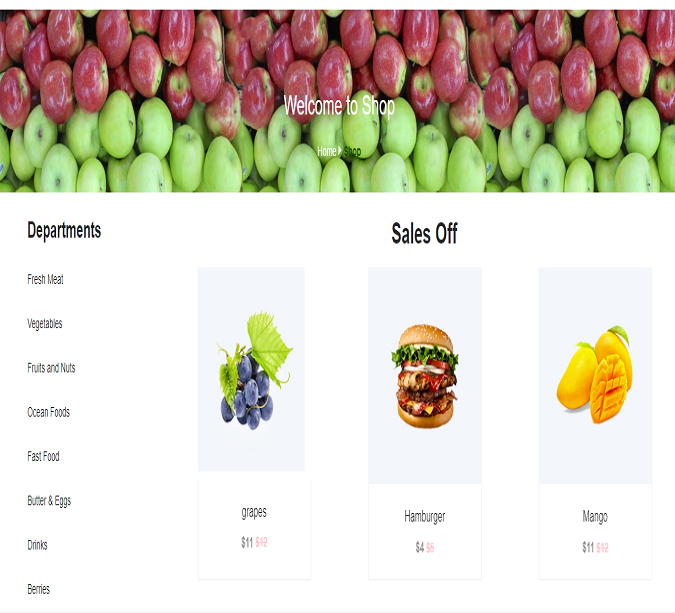 Welcome to Shop
Home Shop
Departments
Fresh Meat
Vegetables
Fruits and Nuts
Ocean Foods
Fast Food
Butter & Eggs
Drinks
Berries
Sales Off
grapes
$11 $12
Hamburger
$4 $5
Mango
$11 $12